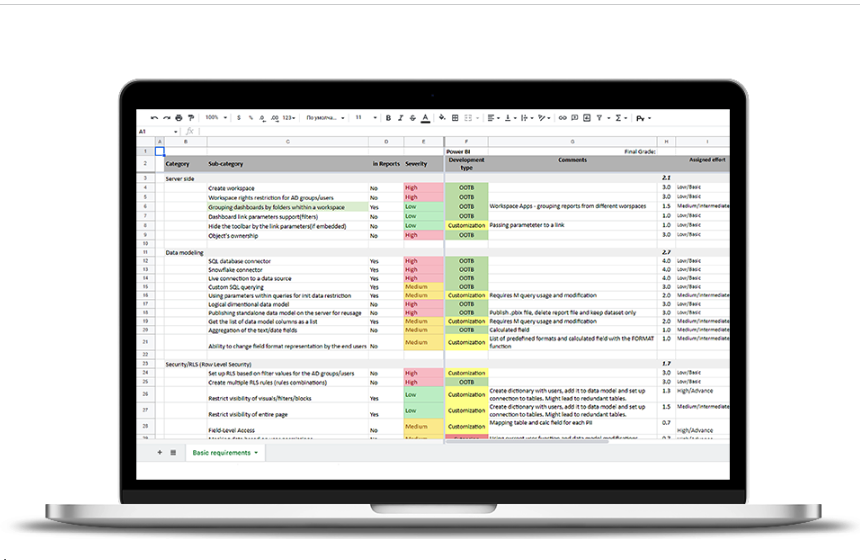 100%
$ % .0 .00 123
По умолча...
11
B I S A
A1
fx
A B C D E F G H I
1 Power BI Final Grade:
2 Category Sub-category in Reports Severity Development type Comments Assigned effort
3 Server side 2.1
4 Create workspace No High OOTB 3.0 Low/Basic
5 Workspace rights restriction for AD groups/users No High OOTB 3.0 Low/Basic
6 Grouping dashboards by folders whithin a workspace Yes Low OOTB Workspace Apps - grouping reports from different worspaces 1.5 Medium/Intermediate
7 Dashboard link parameters support(filters) No Low OOTB 1.0 Low/Basic
8 Hide the toolbar by the link parameters(if embedded) No Low Customization Passing parameteter to a link 1.0 Low/Basic
9 Object's ownership No High OOTB 3.0 Low/Basic
10
11 Data modeling 2.7
12 SQL database connector Yes High OOTB 4.0 Low/Basic
13 Snowflake connector Yes High OOTB 4.0 Low/Basic
14 Live connection to a data source Yes High OOTB 4.0 Low/Basic
15 Custom SQL querying Yes Medium OOTB 3.0 Low/Basic
16 Using parameters within queries for init data restriction Yes Medium Customization Requires M query usage and modification 2.0 Medium/Intermediate
17 Logical dimentional data model No High OOTB 3.0 Low/Basic
18 Publishing standalone data model on the server for reusage No High OOTB Publish .pbix file, delete report file and keep dataset only 3.0 Low/Basic
19 Get the list of data model columns as a list Yes Medium Customization Requires M query usage and modification 2.0 Medium/Intermediate
20 Aggregation of the text/date fields No Medium OOTB Calculated field 1.0 Low/Basic
21 Ability to change field format representation by the end users No Medium Customization List of predefined formats and calculated field with the FORMAT function 1.0 Medium/Intermediate
22
23 Security/RLS (Row Level Security) 1.7
24 Set up RLS based on filter values for the AD groups/users No High Customization 3.0 Low/Basic
25 Create multiple RLS rules (rules combinations) No High OOTB 3.0 Low/Basic
26 Restrict visibility of visuals/filters/blocks Yes Low Customization Create dictionary with users, add it to data model and set up connection to tables. Might lead to redundant tables. 1.3 High/Advance
27 Restrict visibility of entire page Yes Low Customization Create dictionary with users, add it to data model and set up connection to tables. Might lead to redundant tables. 1.5 Medium/Intermediate
28 Field-Level Access No Medium Customization Mapping table and calc field for each PII 0.7 High/Advance
Basic requirements